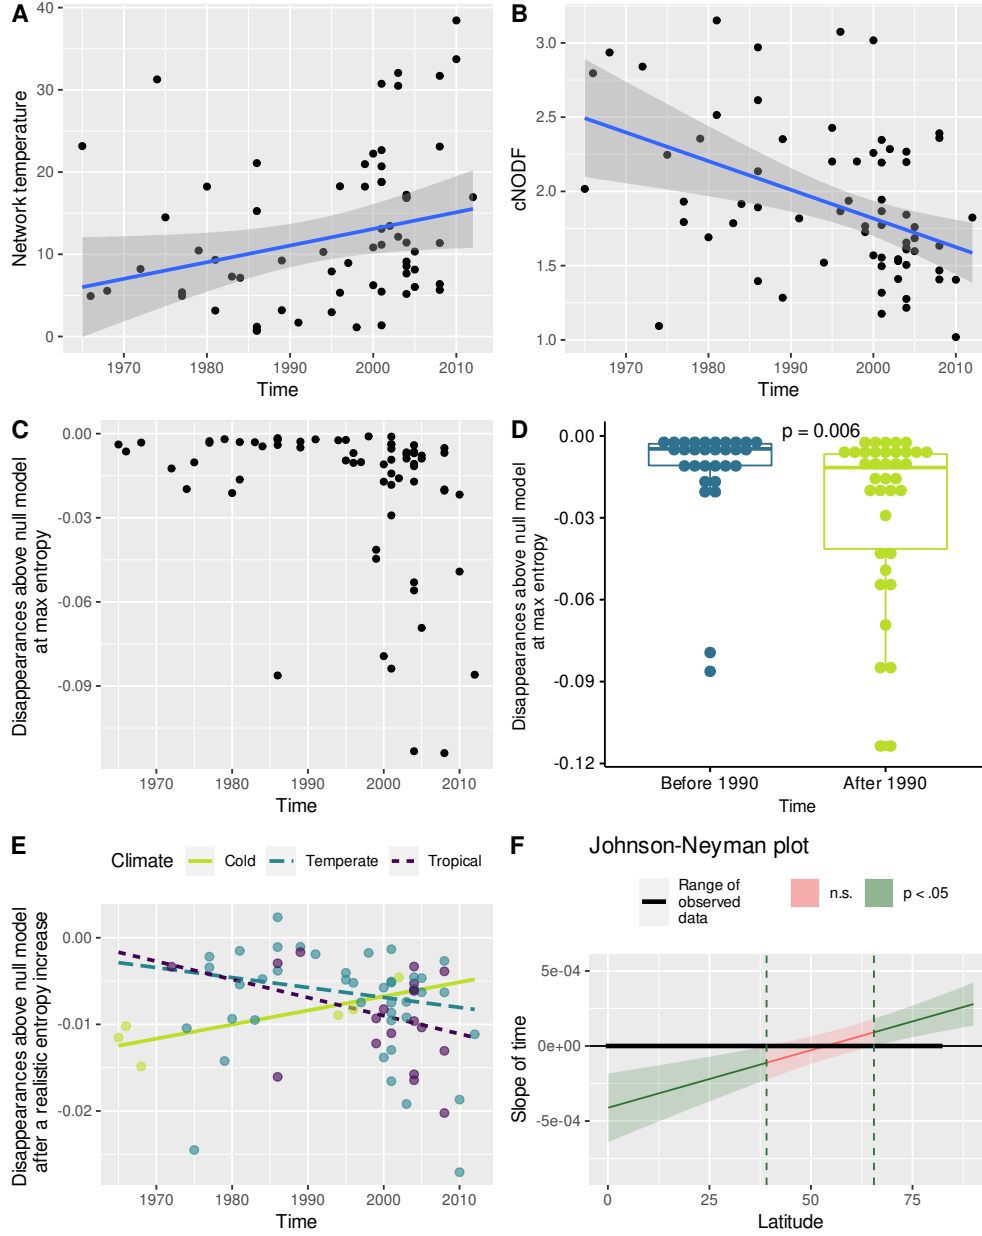 A
Network temperature
40
30
20
10
0
1970
1980
1990
2000
2010
Time
B
cNODF
3.0
2.5
2.0
1.5
1.0
1970
1980
1990
2000
2010
Time
C
Disappearances above null model
at max entropy
0.00
-0.03
-0.06
-0.09
1970
1980
1990
2000
2010
Time
D
p = 0.006
Disappearances above null model
at max entropy
0.00
-0.03
-0.06
-0.09
-0.12
Before 1990
After 1990
Time
E
Climate
Cold
Temperate
Tropical
Disappearances above null model
after a realistic entropy increase
0.00
-0.01
-0.02
1970
1980
1990
2000
2010
Time
F
Johnson-Neyman plot
Range of
observed
data
n.s.
p < .05
Slope of time
5e-04
0e+00
-5e-04
0
25
50
75
Latitude